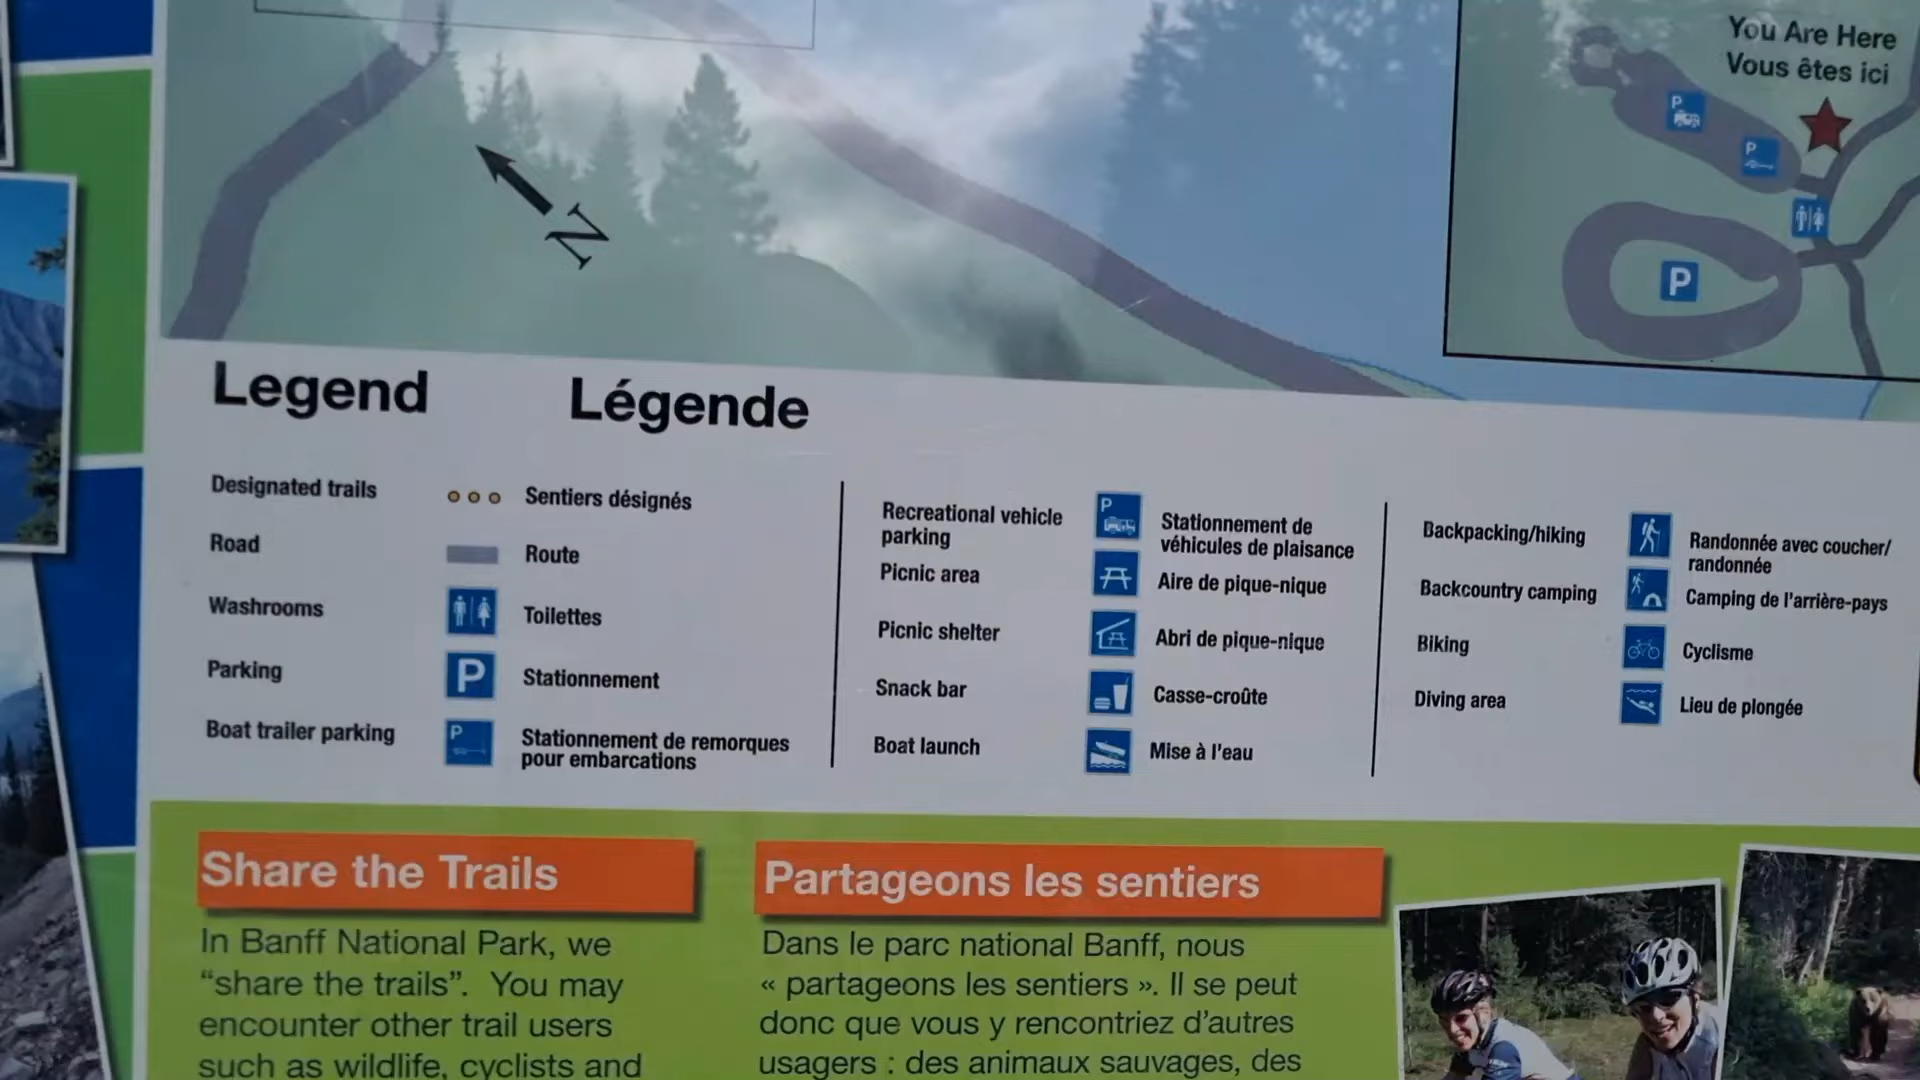 You Are Here
Vous êtes ici
P
P
P
N
Legend
Légende
Designated trails
Sentiers désignés
Road
Route
Washrooms
Toilettes
Parking
P
Stationnement
Boat trailer parking
P
Stationnement de remorques
pour embarcations
Recreational vehicle
parking
P
Stationnement de
véhicules de plaisance
Picnic area
Aire de pique-nique
Picnic shelter
Abri de pique-nique
Snack bar
Casse-croûte
Boat launch
Mise à l'eau
Backpacking/hiking
Randonnée avec coucher/
randonnée
Backcountry camping
Camping de l'arrière-pays
Biking
Cyclisme
Diving area
Lieu de plongée
Share the Trails
In Banff National Park, we
“share the trails”. You may
encounter other trail users
such as wildlife, cyclists and
Partageons les sentiers
Dans le parc national Banff, nous
« partageons les sentiers ». Il se peut
donc que vous y rencontriez d'autres
usagers : des animaux sauvages, des